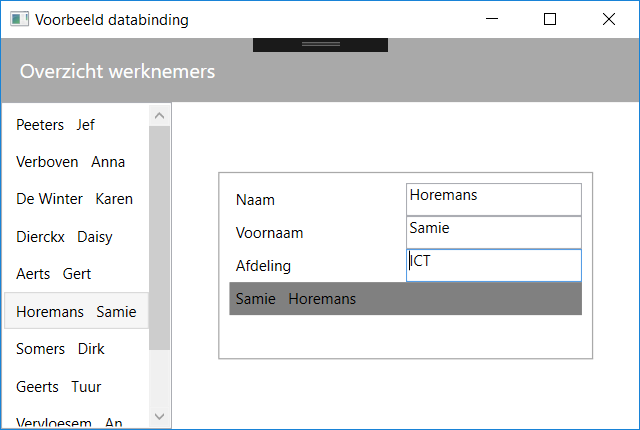 Voorbeeld databinding
Overzicht werknemers
Peeters Jef
Verboven Anna
De Winter Karen
Dierckx Daisy
Aerts Gert
Horemans Samie
Somers Dirk
Geerts Tuur
Vervloesem An
Naam Horemans
Voornaam Samie
Afdeling ICT
Samie Horemans